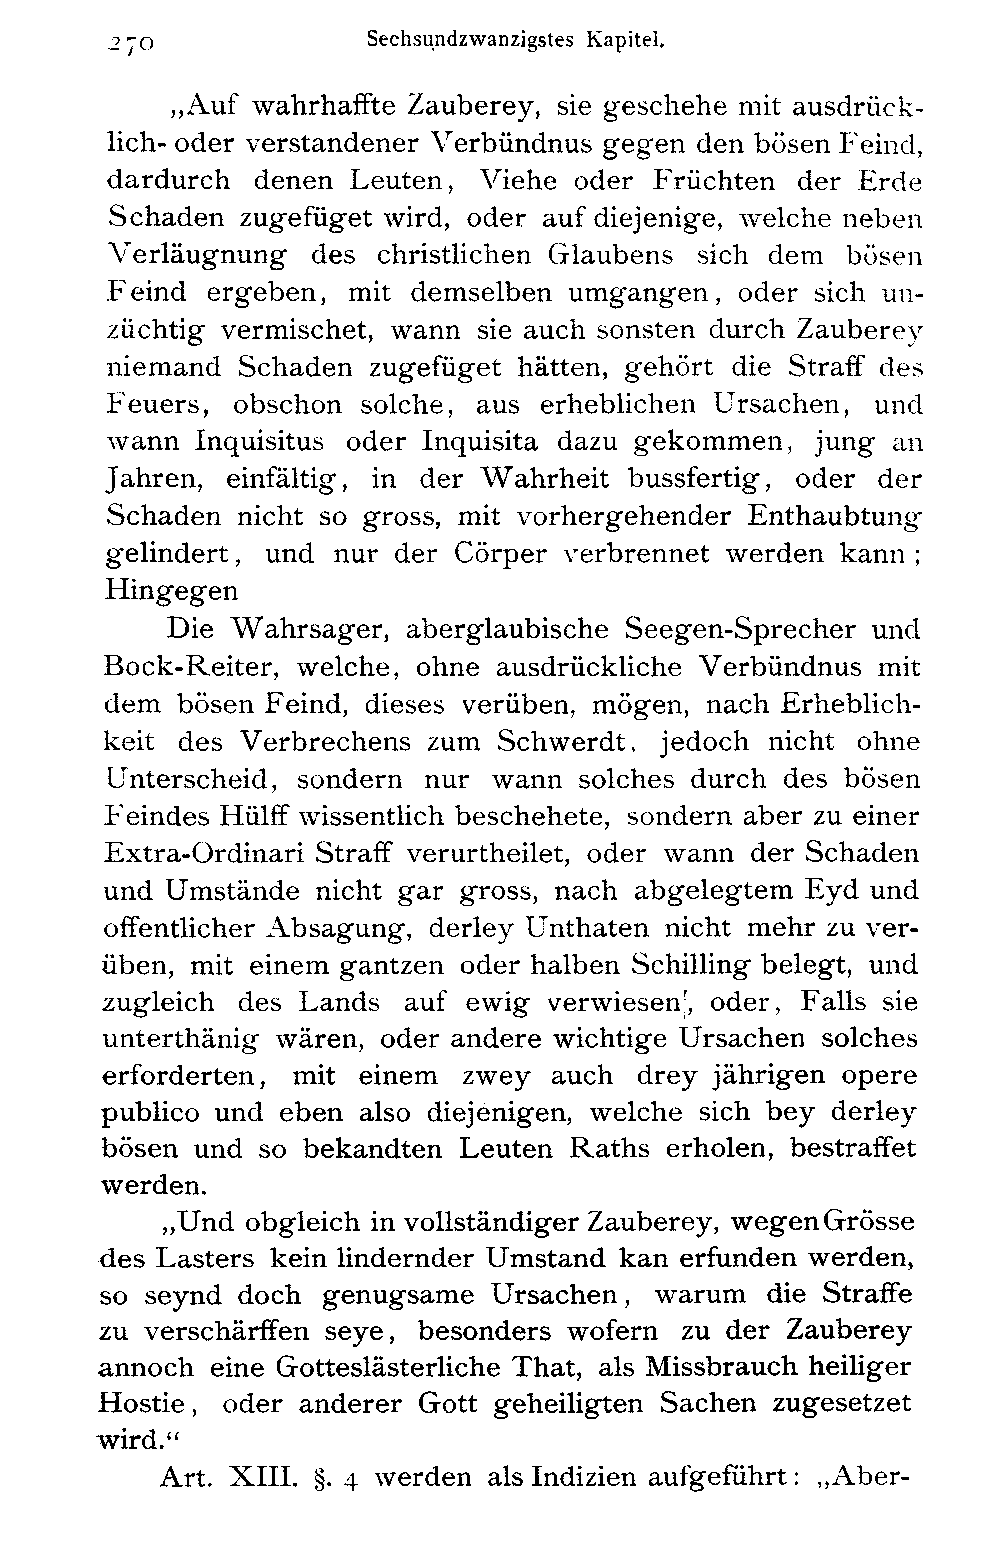 270 Sechsundzwanzigstes Kapitel.
„Auf wahrhaffte Zauberey, sie geschehe mit ausdrück-
lich- oder verstandener Verbündnus gegen den bösen Feind,
dardurch denen Leuten, Viehe oder Früchten der Erde
Schaden zugefüget wird, oder auf diejenige, welche neben
Verläugnung des christlichen Glaubens sich dem bösen
Feind ergeben, mit demselben umgangen, oder sich un-
züchtig vermischet, wann sie auch sonsten durch Zauberey
niemand Schaden zugefüget hätten, gehört die Straff des
Feuers, obschon solche, aus erheblichen Ursachen, und
wann Inquisitus oder Inquisita dazu gekommen, jung an
Jahren, einfältig, in der Wahrheit bussfertig, oder der
Schaden nicht so gross, mit vorhergehender Enthaubtung
gelindert, und nur der Cörper verbrennet werden kann;
Hingegen
Die Wahrsager, aberglaubische Seegen-Sprecher und
Bock-Reiter, welche, ohne ausdrückliche Verbündnus mit
dem bösen Feind, dieses verüben, mögen, nach Erheblich-
keit des Verbrechens zum Schwerdt, jedoch nicht ohne
Unterscheid, sondern nur wann solches durch des bösen
Feindes Hülff wissentlich beschehete, sondern aber zu einer
Extra-Ordinari Straff verurtheilet, oder wann der Schaden
und Umstände nicht gar gross, nach abgelegtem Eyd und
offentlicher Absagung, derley Unthaten nicht mehr zu ver-
üben, mit einem gantzen oder halben Schilling belegt, und
zugleich des Lands auf ewig verwiesen, oder, Falls sie
unterthänig wären, oder andere wichtige Ursachen solches
erforderten, mit einem zwey auch drey jährigen opere
publico und eben also diejenigen, welche sich bey derley
bösen und so bekandten Leuten Raths erholen, bestraffet
werden.
„Und obgleich in vollständiger Zauberey, wegen Grösse
des Lasters kein lindernder Umstand kan erfunden werden,
so seynd doch genugsame Ursachen, warum die Straffe
zu verschärffen seye, besonders wofern zu der Zauberey
annoch eine Gotteslästerliche That, als Missbrauch heiliger
Hostie, oder anderer Gott geheiligten Sachen zugesetzet
wird.“
Art. XIII. §. 4 werden als Indizien aufgeführt: „Aber-